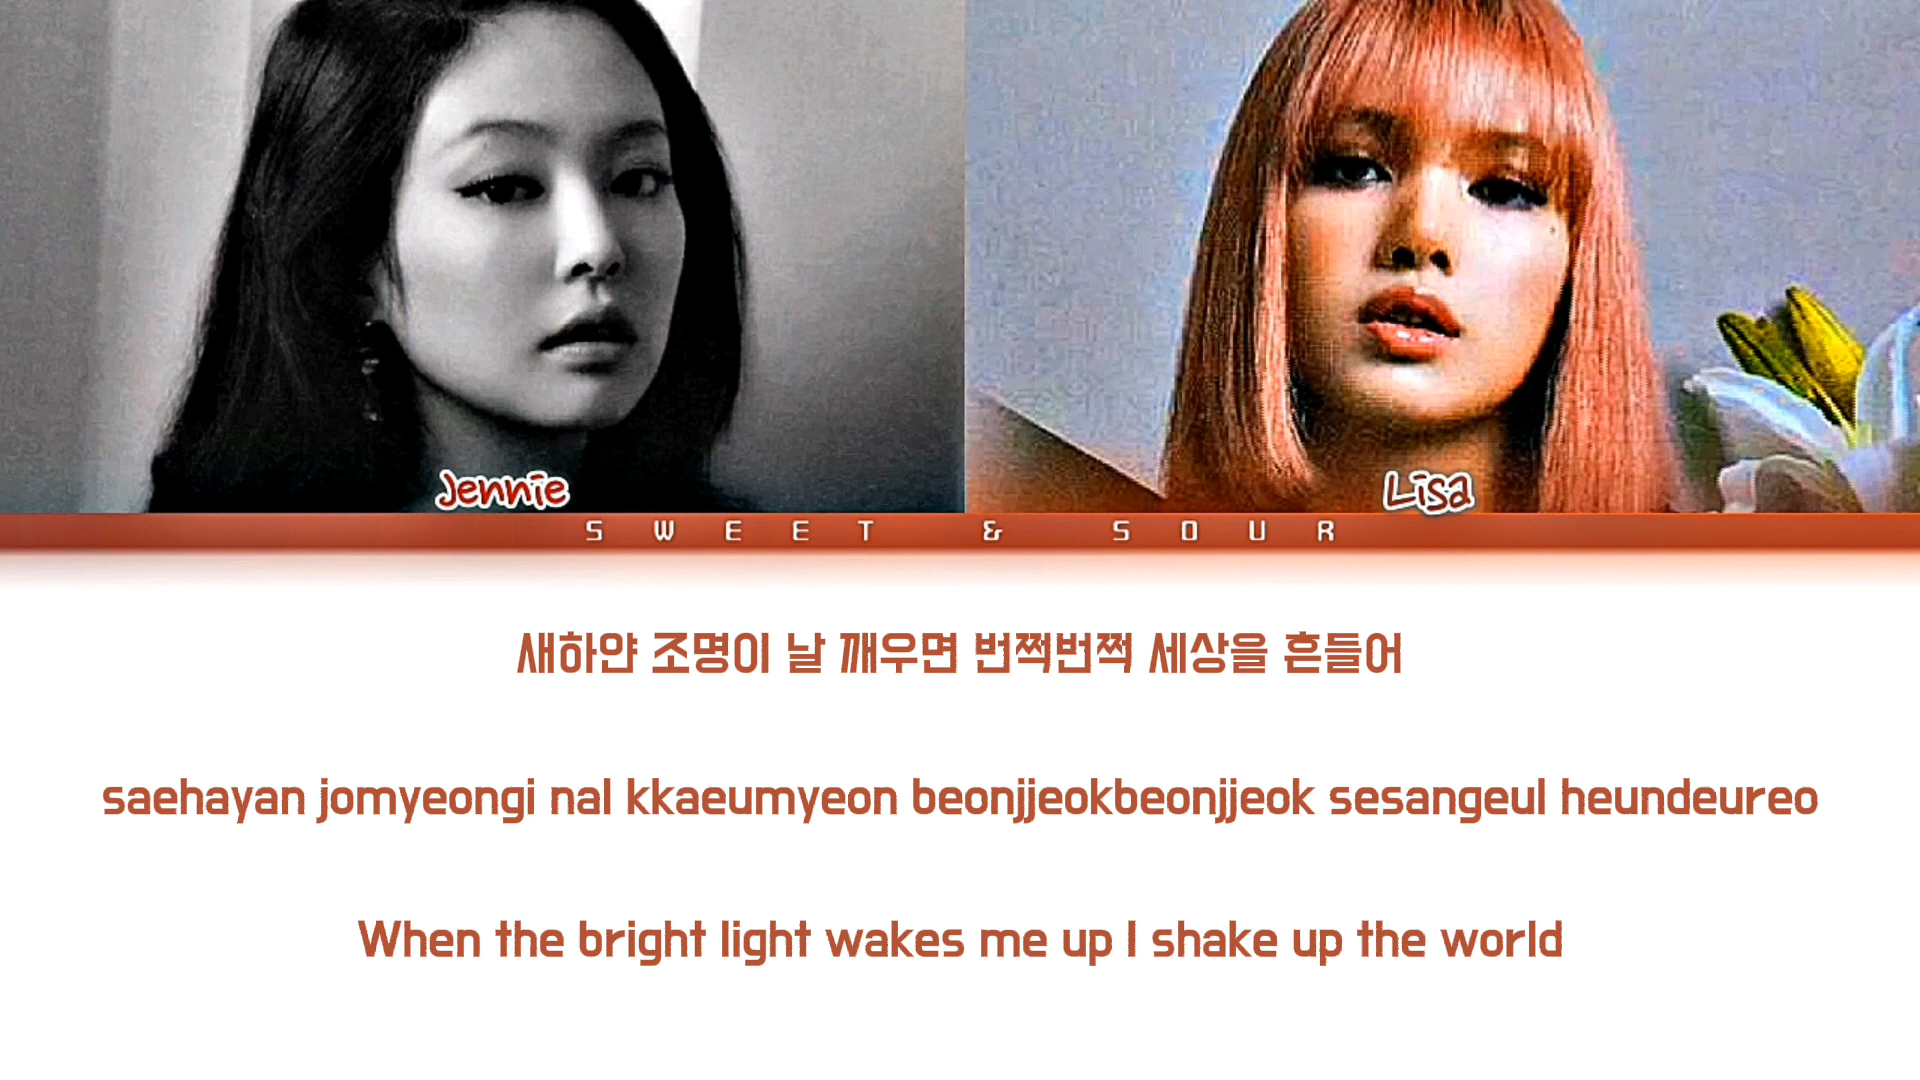 Jennie
Lisa
SWEET & SOUR
새하얀 조명이 날 깨우면 번쩍번쩍 세상을 흔들어
saehayan jomyeongi nal kkaeumyeon beonjjeokbeonjjeok sesangeul heundeureo
When the bright light wakes me up I shake up the world